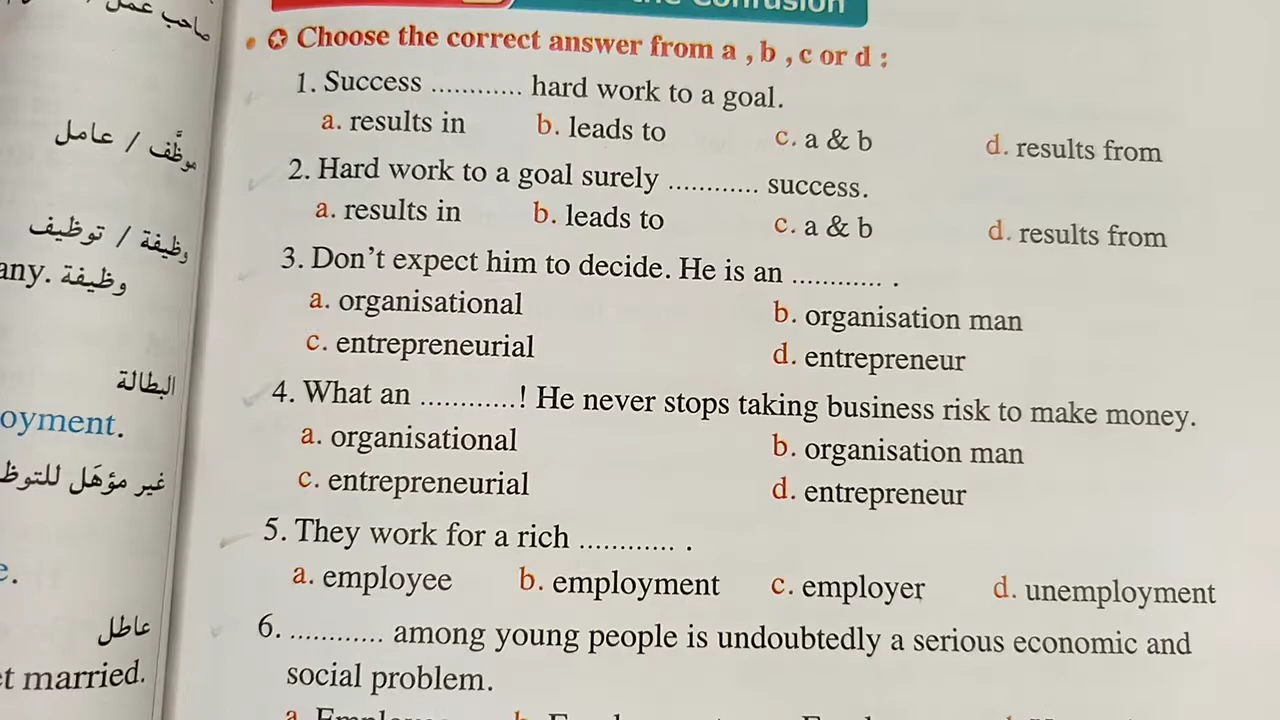 Confusion
✪ Choose the correct answer from a , b , c or d :
1. Success ............ hard work to a goal.
a. results in b. leads to c. a & b d. results from
2. Hard work to a goal surely ............ success.
a. results in b. leads to c. a & b d. results from
3. Don't expect him to decide. He is an ............ .
a. organisational b. organisation man
c. entrepreneurial d. entrepreneur
4. What an ............! He never stops taking business risk to make money.
a. organisational b. organisation man
c. entrepreneurial d. entrepreneur
5. They work for a rich ............ .
a. employee b. employment c. employer d. unemployment
6. ............ among young people is undoubtedly a serious economic and
social problem.
صاحب عمل
موظَّف / عامل
وظيفة / توظيف
any. وظيفة
البطالة
oyment.
غير مؤهَل للتوظ
e.
عاطل
et married.